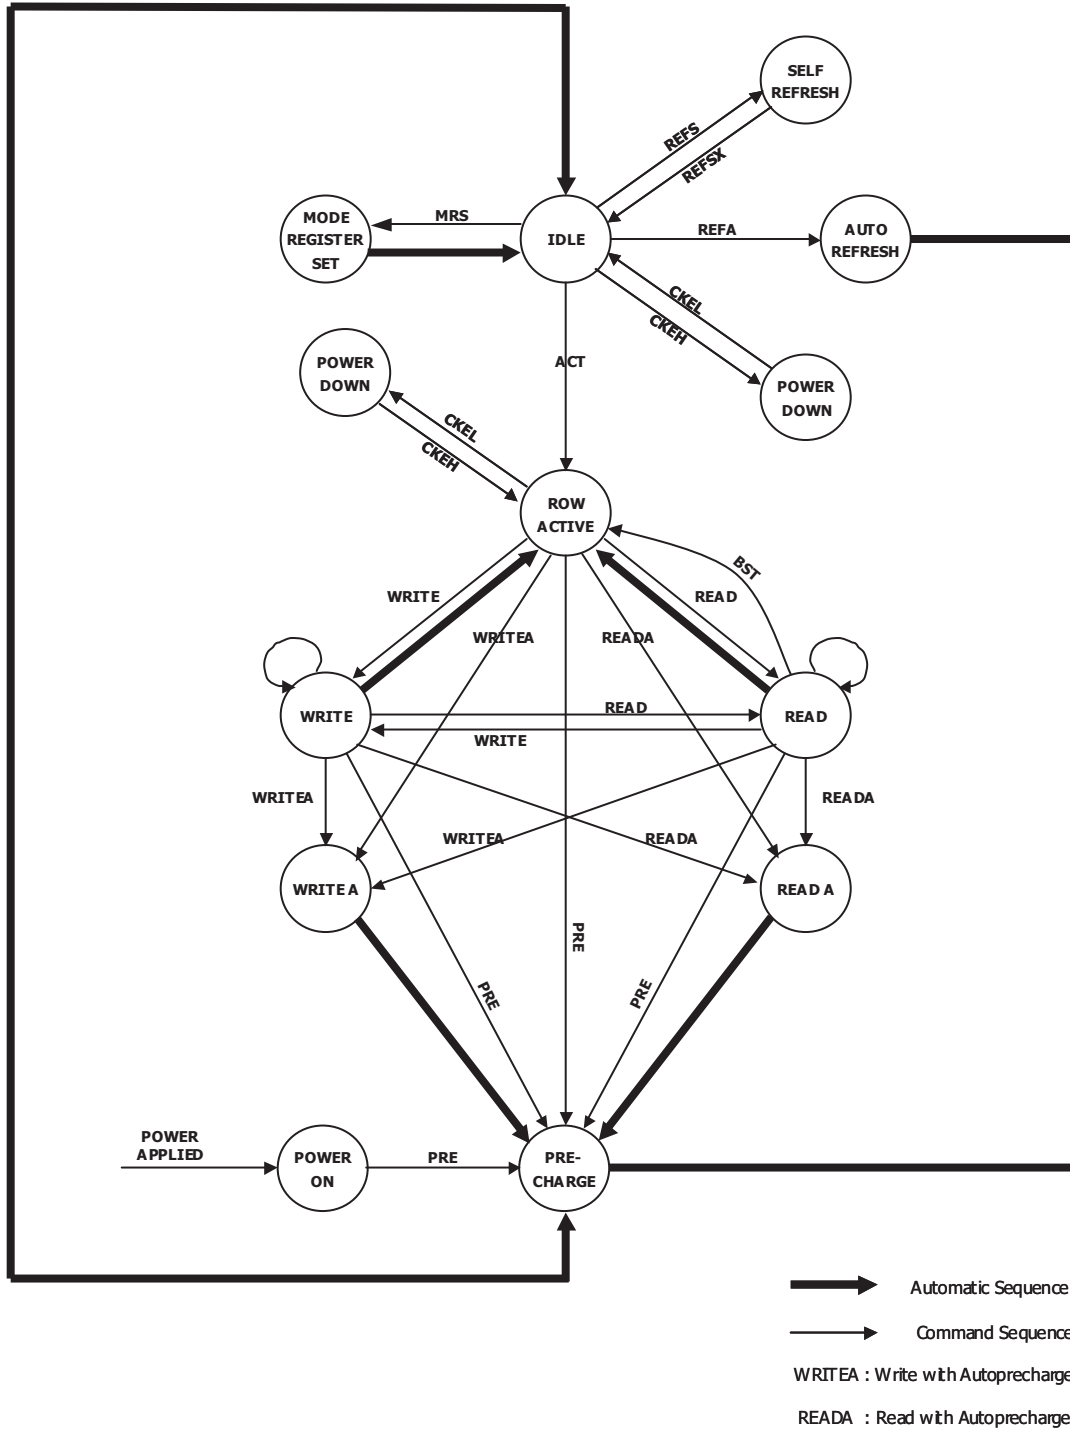 SELF
REFRESH
REFS
REFSX
MODE
REGISTER
SET
MRS
IDLE
REFA
AUTO
REFRESH
CKEL
CKEH
ACT
POWER
DOWN
POWER
DOWN
CKEL
CKEH
ROW
ACTIVE
BST
WRITE
READ
WRITEA
READA
WRITE
READ
READ
WRITE
WRITEA
READA
WRITEA
READA
WRITE A
READ A
PRE
PRE
PRE
POWER
APPLIED
POWER
ON
PRE
PRE-
CHARGE
Automatic Sequence
Command Sequence
WRITEA : Write with Autoprecharge
READA : Read with Autoprecharge